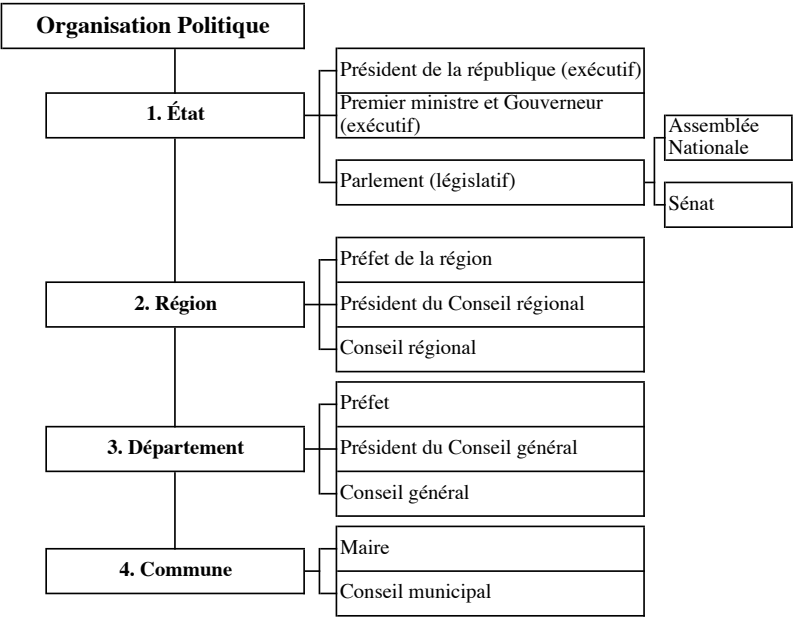 Organisation Politique
1. État
Président de la république (exécutif)
Premier ministre et Gouverneur
(exécutif)
Parlement (législatif)
Assemblée
Nationale
Sénat
2. Région
Préfet de la région
Président du Conseil régional
Conseil régional
3. Département
Préfet
Président du Conseil général
Conseil général
4. Commune
Maire
Conseil municipal